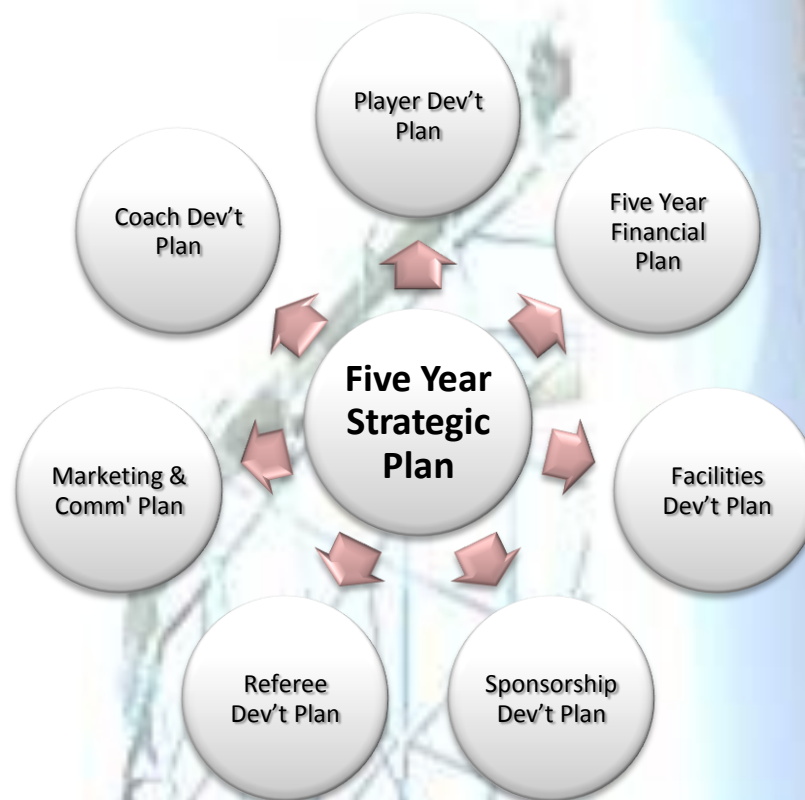 Player Dev’t
Plan
Five Year
Financial
Plan
Coach Dev’t
Plan
Five Year
Strategic
Plan
Facilities
Dev’t Plan
Marketing &
Comm' Plan
Sponsorship
Dev’t Plan
Referee
Dev’t Plan